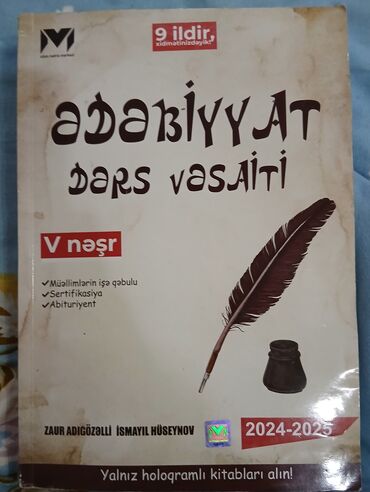 9 ildir,
xidmətinizdəyik!
ƏDƏBİYYAT
DƏRS VƏSAİTİ
V nəşr
Müəllimlərin işə qəbulu
Sertifikasiya
Abituriyent
ZAUR ADIGÖZƏLLİ İSMAYIL HÜSEYNOV
2024-2025
Yalnız holoqramlı kitabları alın!